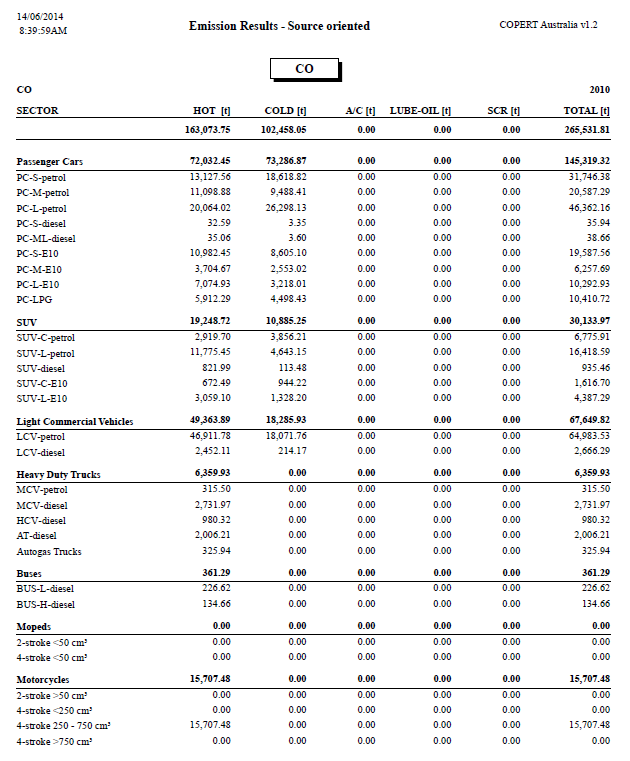 14/06/2014
8:39:59AM
Emission Results - Source oriented
COPERT Australia v1.2
CO
CO 2010
SECTOR HOT [t] COLD [t] A/C [t] LUBE-OIL [t] SCR [t] TOTAL [t]
163,073.75 102,458.05 0.00 0.00 0.00 265,531.81
Passenger Cars 72,032.45 73,286.87 0.00 0.00 0.00 145,319.32
PC-S-petrol 13,127.56 18,618.82 0.00 0.00 0.00 31,746.38
PC-M-petrol 11,098.88 9,488.41 0.00 0.00 0.00 20,587.29
PC-L-petrol 20,064.02 26,298.13 0.00 0.00 0.00 46,362.16
PC-S-diesel 32.59 3.35 0.00 0.00 0.00 35.94
PC-ML-diesel 35.06 3.60 0.00 0.00 0.00 38.66
PC-S-E10 10,982.45 8,605.10 0.00 0.00 0.00 19,587.56
PC-M-E10 3,704.67 2,553.02 0.00 0.00 0.00 6,257.69
PC-L-E10 7,074.93 3,218.01 0.00 0.00 0.00 10,292.93
PC-LPG 5,912.29 4,498.43 0.00 0.00 0.00 10,410.72
SUV 19,248.72 10,885.25 0.00 0.00 0.00 30,133.97
SUV-C-petrol 2,919.70 3,856.21 0.00 0.00 0.00 6,775.91
SUV-L-petrol 11,775.45 4,643.15 0.00 0.00 0.00 16,418.59
SUV-diesel 821.99 113.48 0.00 0.00 0.00 935.46
SUV-C-E10 672.49 944.22 0.00 0.00 0.00 1,616.70
SUV-L-E10 3,059.10 1,328.20 0.00 0.00 0.00 4,387.29
Light Commercial Vehicles 49,363.89 18,285.93 0.00 0.00 0.00 67,649.82
LCV-petrol 46,911.78 18,071.76 0.00 0.00 0.00 64,983.53
LCV-diesel 2,452.11 214.17 0.00 0.00 0.00 2,666.29
Heavy Duty Trucks 6,359.93 0.00 0.00 0.00 0.00 6,359.93
MCV-petrol 315.50 0.00 0.00 0.00 0.00 315.50
MCV-diesel 2,731.97 0.00 0.00 0.00 0.00 2,731.97
HCV-diesel 980.32 0.00 0.00 0.00 0.00 980.32
AT-diesel 2,006.21 0.00 0.00 0.00 0.00 2,006.21
Autogas Trucks 325.94 0.00 0.00 0.00 0.00 325.94
Buses 361.29 0.00 0.00 0.00 0.00 361.29
BUS-L-diesel 226.62 0.00 0.00 0.00 0.00 226.62
BUS-H-diesel 134.66 0.00 0.00 0.00 0.00 134.66
Mopeds 0.00 0.00 0.00 0.00 0.00 0.00
2-stroke <50 cm³ 0.00 0.00 0.00 0.00 0.00 0.00
4-stroke <50 cm³ 0.00 0.00 0.00 0.00 0.00 0.00
Motorcycles 15,707.48 0.00 0.00 0.00 0.00 15,707.48
2-stroke >50 cm³ 0.00 0.00 0.00 0.00 0.00 0.00
4-stroke <250 cm³ 0.00 0.00 0.00 0.00 0.00 0.00
4-stroke 250 - 750 cm³ 15,707.48 0.00 0.00 0.00 0.00 15,707.48
4-stroke >750 cm³ 0.00 0.00 0.00 0.00 0.00 0.00